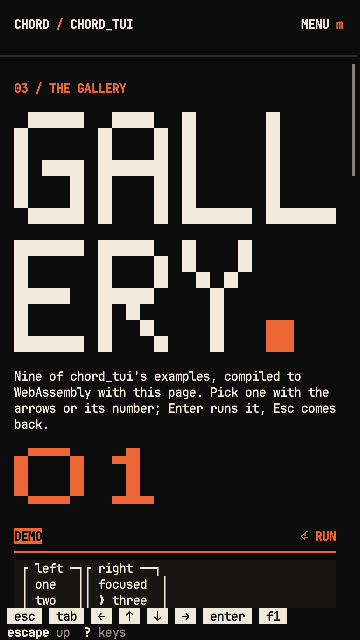 CHORD / CHORD_TUI
MENU m
03 / THE GALLERY
GALL
ERY.
Nine of chord_tui's examples, compiled to
WebAssembly with this page. Pick one with the
arrows or its number; Enter runs it, Esc comes
back.
01
DEMO
RUN
left
right
one
focused
two
❯ three
esc tab ← ↑ ↓ → enter f1
escape up ? keys